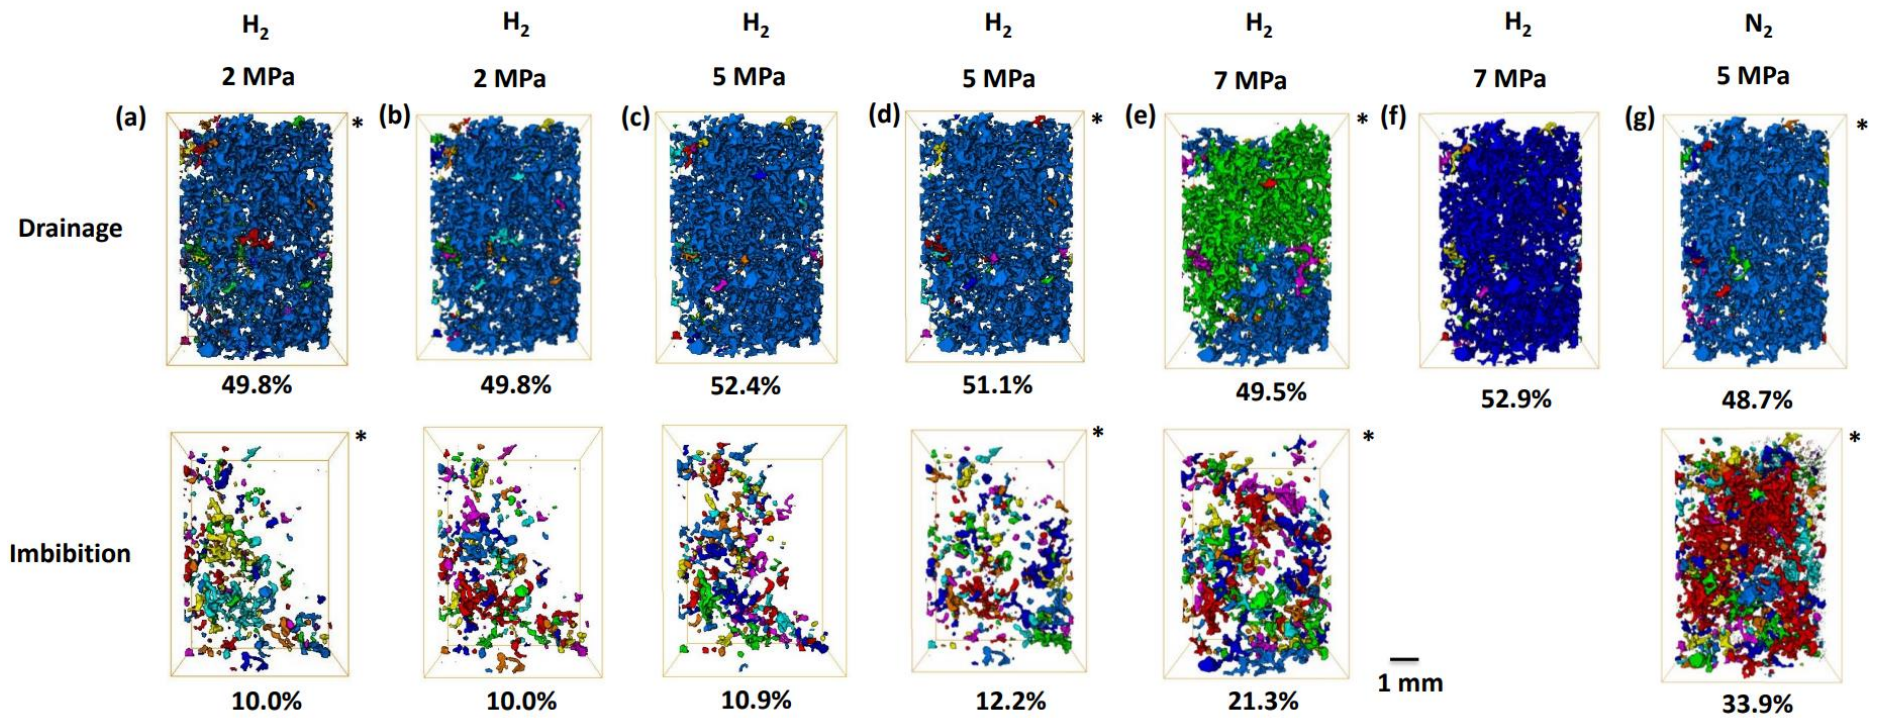 H2 H2 H2 H2 H2 H2 N2
2 MPa 2 MPa 5 MPa 5 MPa 7 MPa 7 MPa 5 MPa
(a) * (b) (c) (d) * (e) * (f) (g) *
Drainage
49.8% 49.8% 52.4% 51.1% 49.5% 52.9% 48.7%
* * * *
Imbibition
1 mm
10.0% 10.0% 10.9% 12.2% 21.3% 33.9%